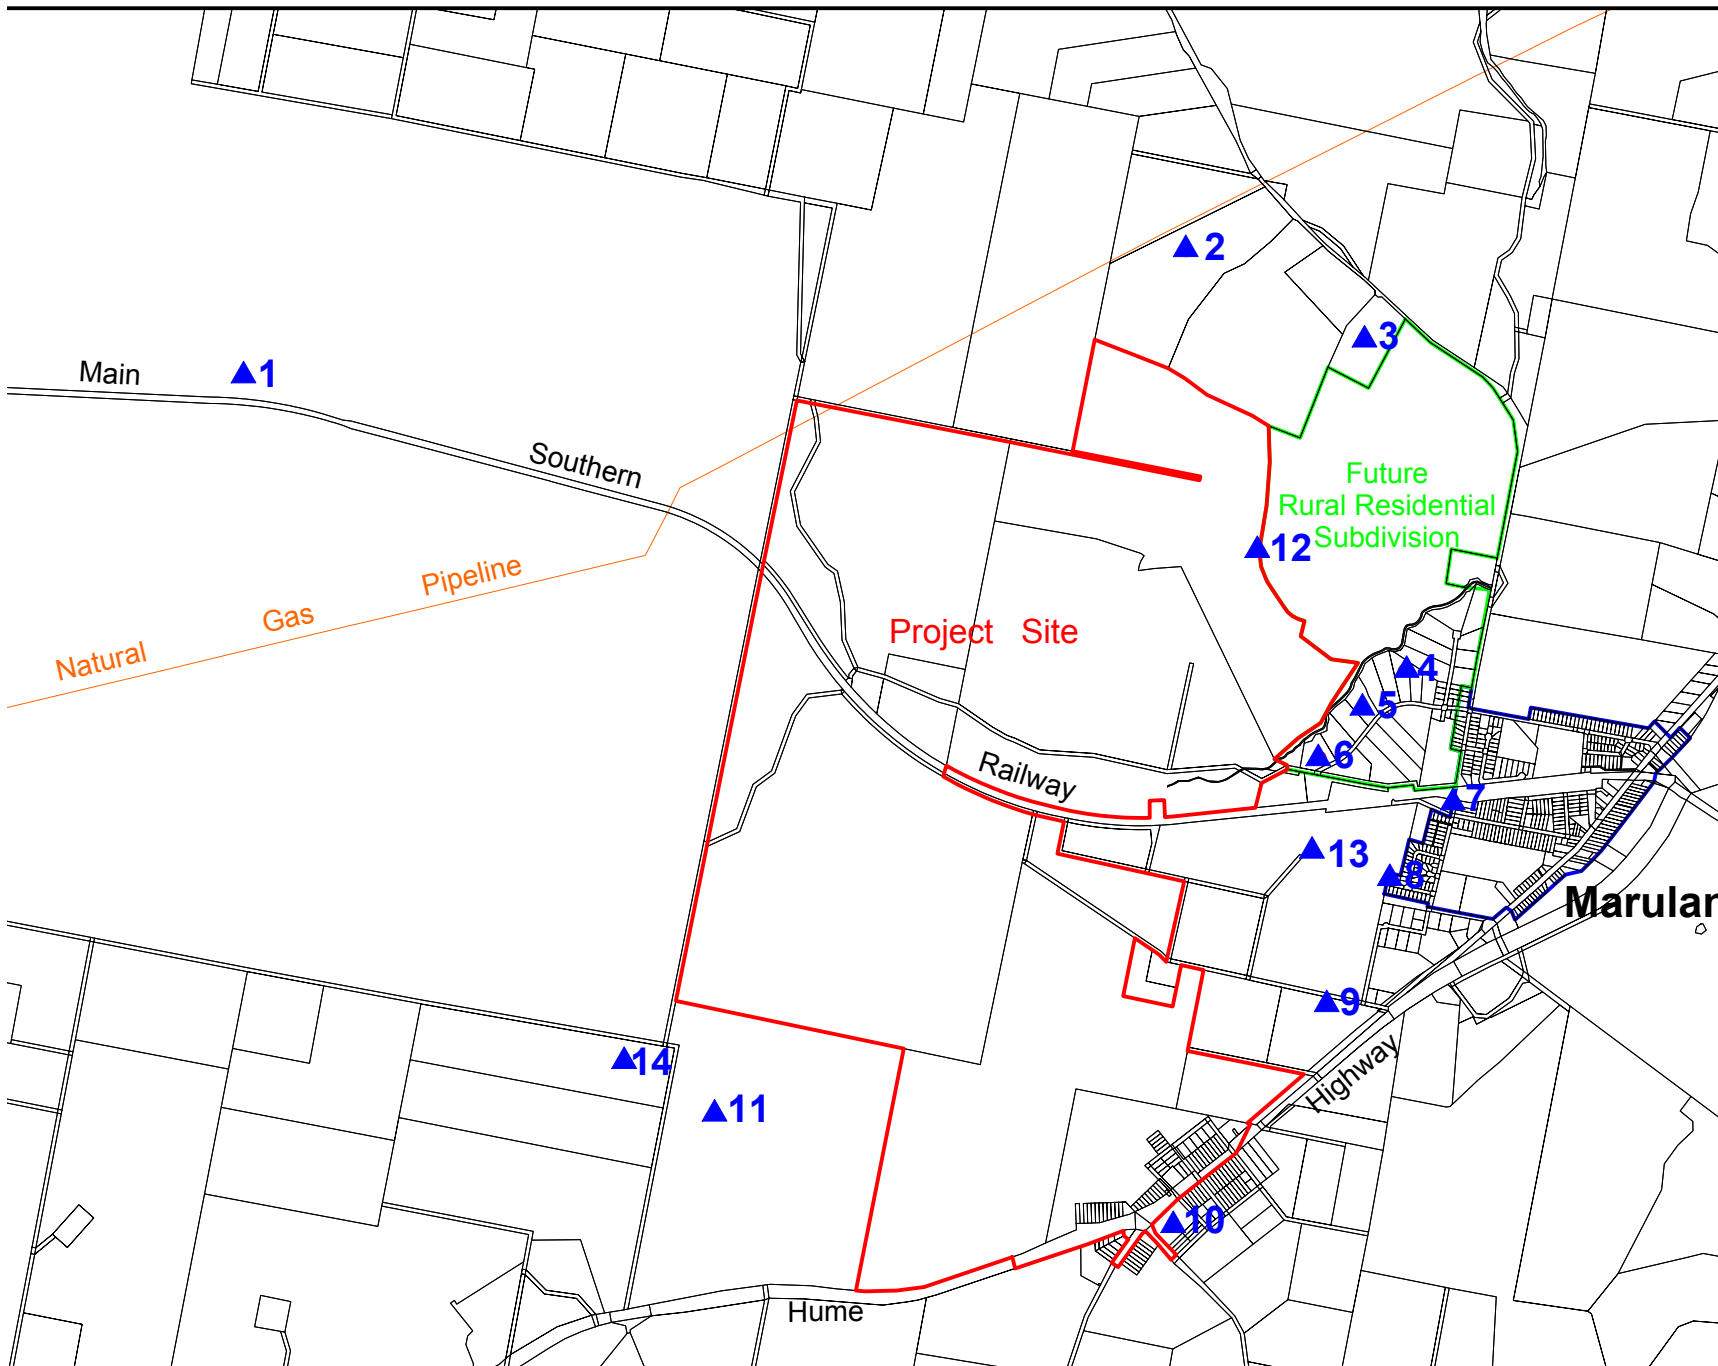 2
3
Main
1
Southern
Future
Rural Residential
Subdivision
12
Natural Gas Pipeline
Project Site
4
5
6
Railway
7
13
8
Marulan
9
Highway
14
11
10
Hume